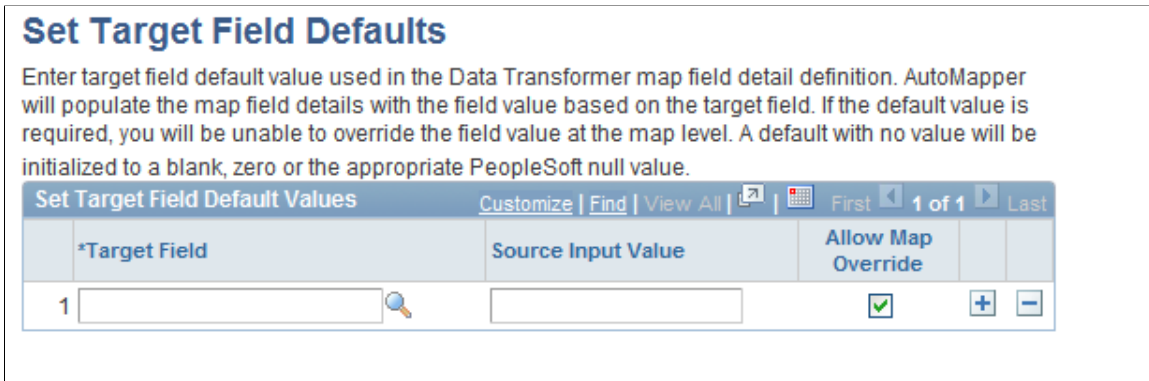 Set Target Field Defaults
Enter target field default value used in the Data Transformer map field detail definition. AutoMapper
will populate the map field details with the field value based on the target field. If the default value is
required, you will be unable to override the field value at the map level. A default with no value will be
initialized to a blank, zero or the appropriate PeopleSoft null value.
Set Target Field Default Values Customize | Find | View All | | First 1 of 1 Last
*Target Field Source Input Value Allow Map
Override
1